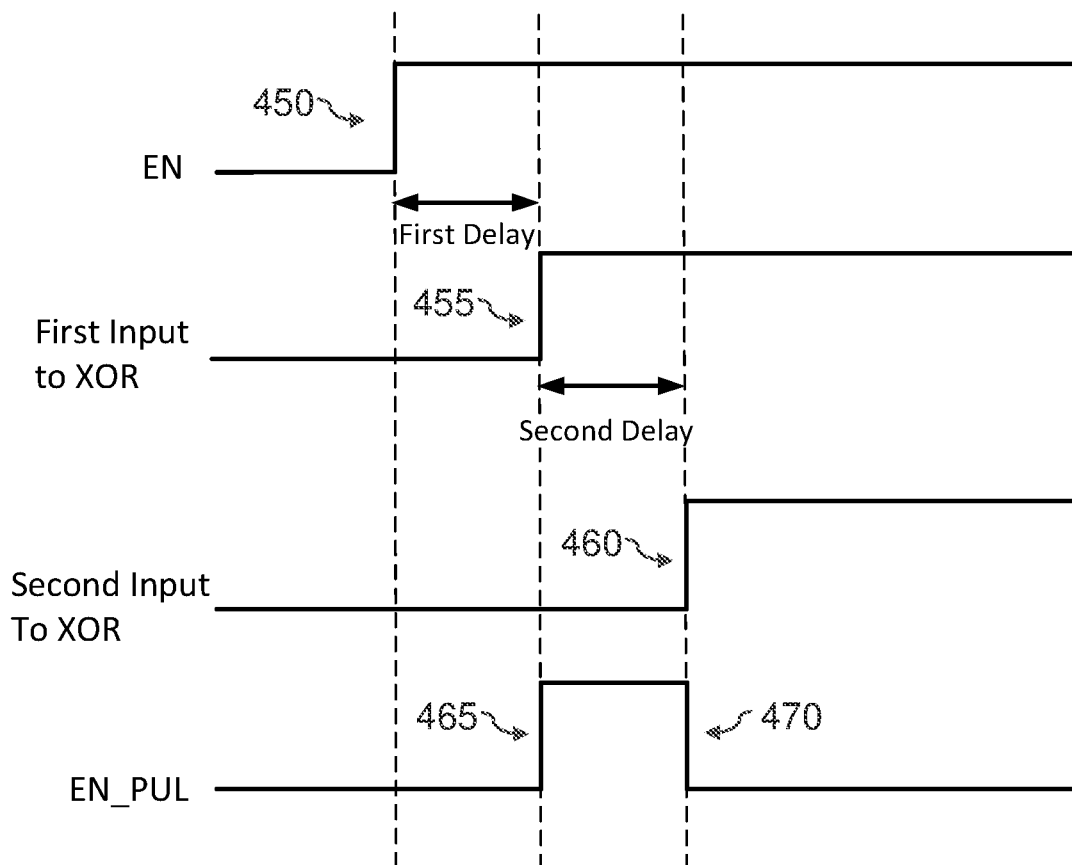 450
EN
First Delay
455
First Input
to XOR
Second Delay
460
Second Input
To XOR
465
470
EN_PUL